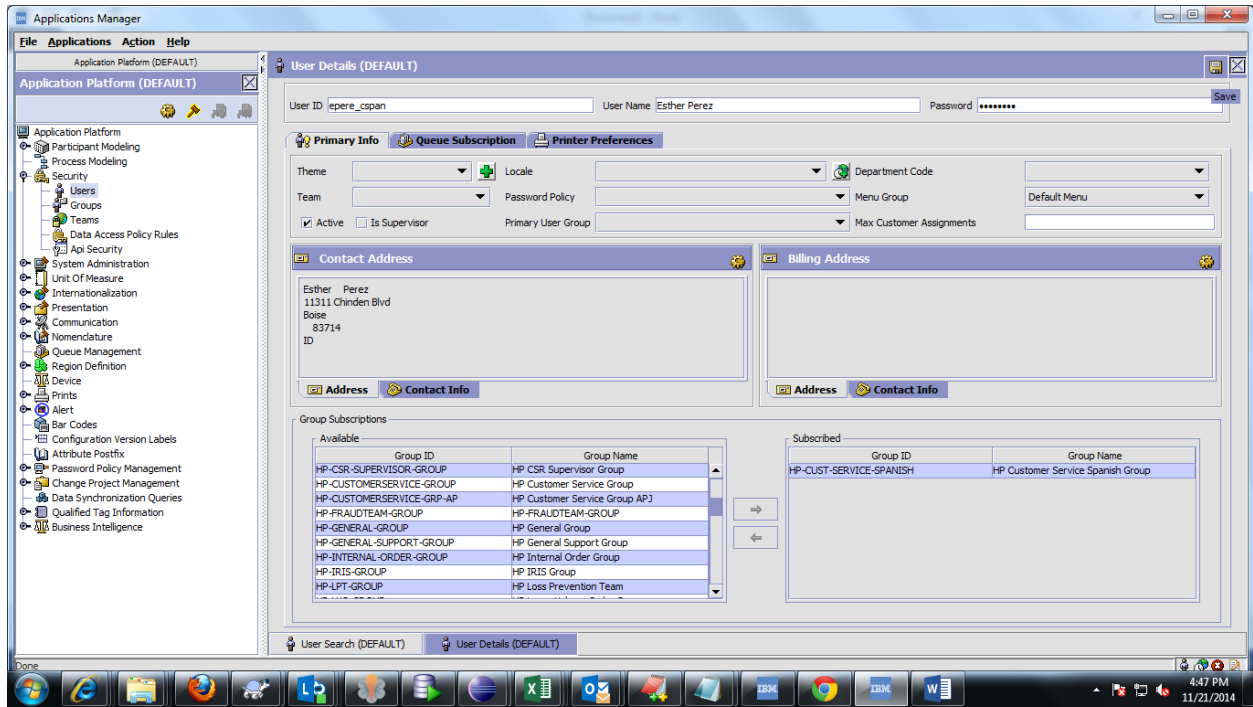 Applications Manager
File Applications Action Help
Application Platform (DEFAULT)
Application Platform (DEFAULT)
Application Platform
Participant Modeling
Process Modeling
Security
Users
Groups
Teams
Data Access Policy Rules
Api Security
System Administration
Unit Of Measure
Internationalization
Presentation
Communication
Nomenclature
Queue Management
Region Definition
Device
Prints
Alert
Bar Codes
Configuration Version Labels
Attribute Postfix
Password Policy Management
Change Project Management
Data Synchronization Queries
Qualified Tag Information
Business Intelligence
User Details (DEFAULT)
Save
User ID epere_cspan User Name Esther Perez Password ••••••••
Primary Info Queue Subscription Printer Preferences
Theme Locale Department Code
Team Password Policy Menu Group Default Menu
Active Is Supervisor Primary User Group Max Customer Assignments
Contact Address
Esther Perez
11311 Chinden Blvd
Boise
83714
ID
Address Contact Info
Billing Address
Address Contact Info
Group Subscriptions
Available
Group ID Group Name
HP-CSR-SUPERVISOR-GROUP HP CSR Supervisor Group
HP-CUSTOMERSERVICE-GROUP HP Customer Service Group
HP-CUSTOMERSERVICE-GRP-AP HP Customer Service Group APJ
HP-FRAUDTEAM-GROUP HP-FRAUDTEAM-GROUP
HP-GENERAL-GROUP HP General Group
HP-GENERAL-SUPPORT-GROUP HP General Support Group
HP-INTERNAL-ORDER-GROUP HP Internal Order Group
HP-IRIS-GROUP HP IRIS Group
HP-LPT-GROUP HP Loss Prevention Team
Subscribed
Group ID Group Name
HP-CUST-SERVICE-SPANISH HP Customer Service Spanish Group
User Search (DEFAULT) User Details (DEFAULT)
Done
IBM IBM
4:47 PM
11/21/2014